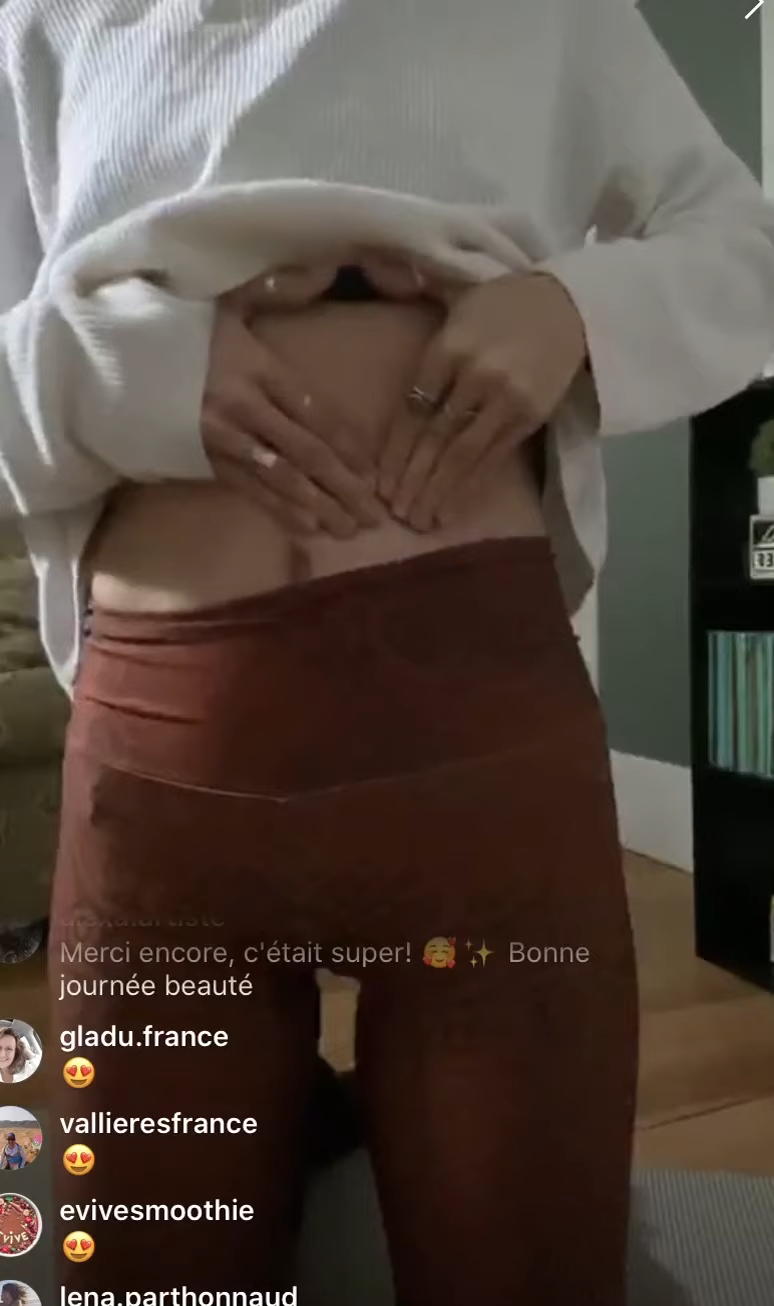 Merci encore, c'était super! 🥰✨ Bonne
journée beauté
gladu.france
😍
vallieresfrance
😍
evivesmoothie
😍
lena.parthonnaud